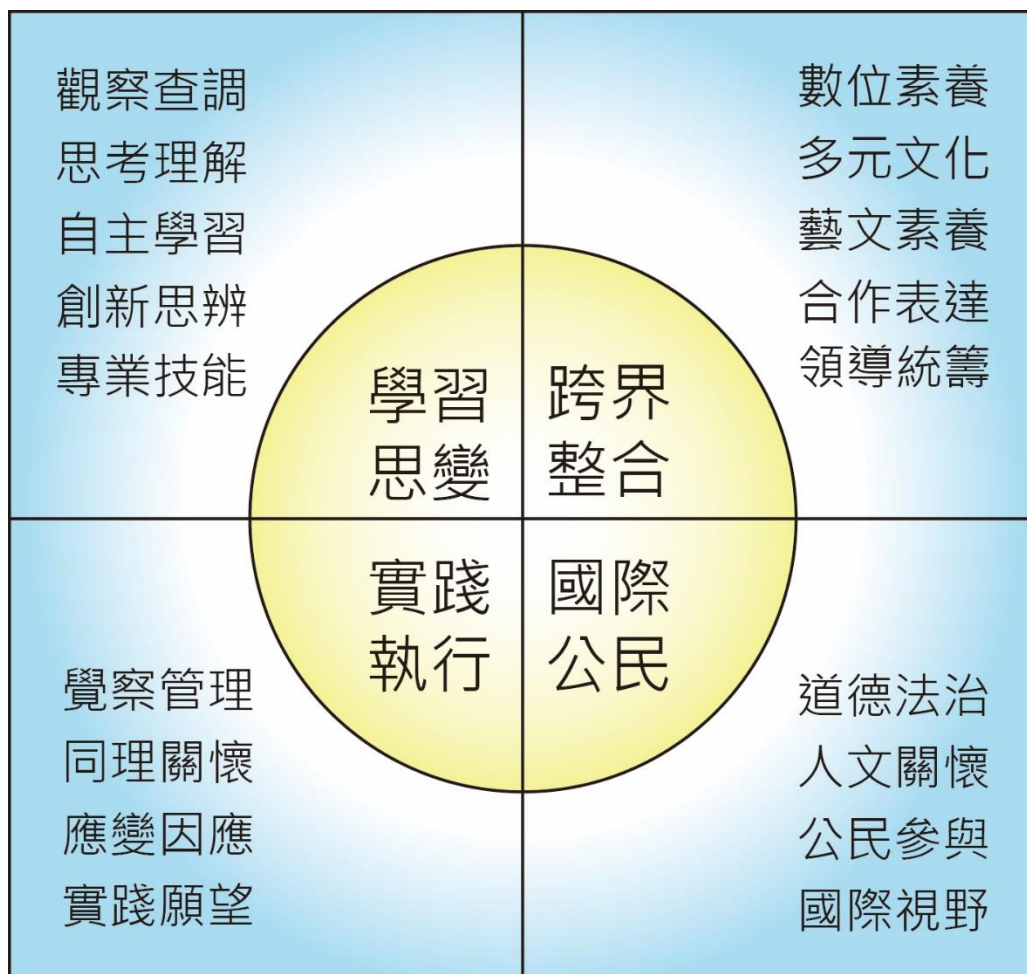 觀察查調
思考理解
自主學習
創新思辨
專業技能
數位素養
多元文化
藝文素養
合作表達
領導統籌
學習
思變
跨界
整合
實踐
執行
國際
公民
覺察管理
同理關懷
應變因應
實踐願望
道德法治
人文關懷
公民參與
國際視野